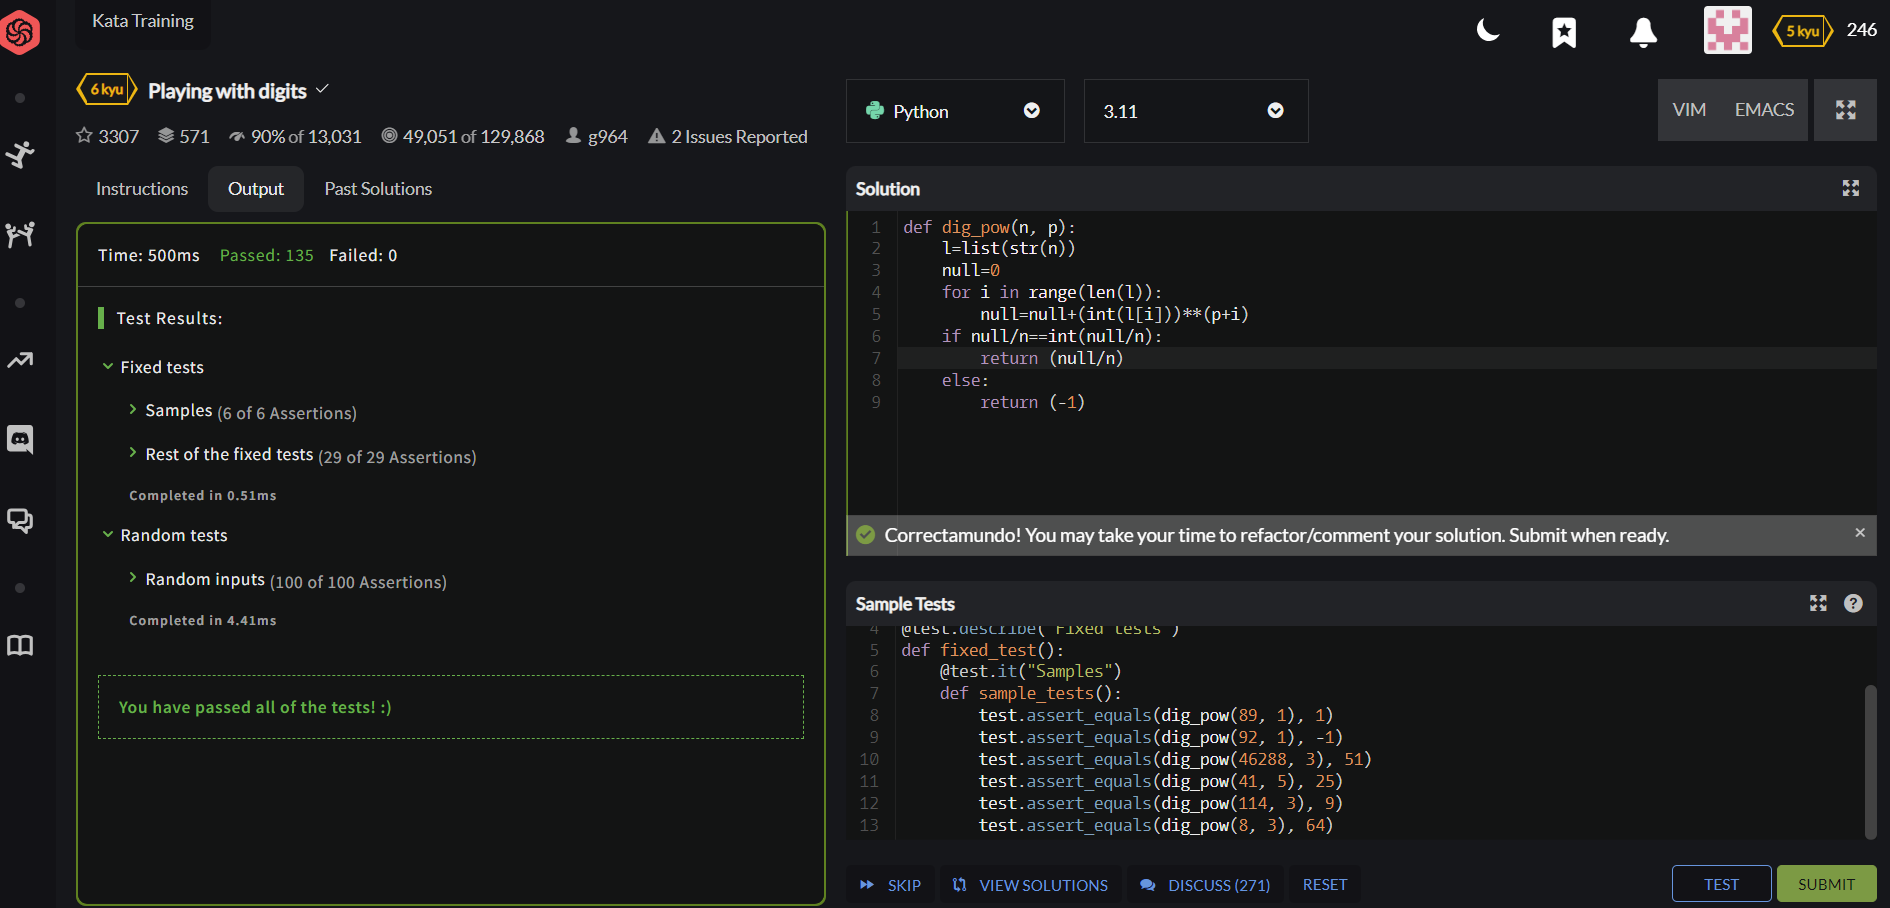 Kata Training
5 kyu 246
6 kyu Playing with digits
3307 571 90% of 13,031 49,051 of 129,868 g964 2 Issues Reported
Instructions Output Past Solutions
Time: 500ms Passed: 135 Failed: 0
Test Results:
Fixed tests
Samples (6 of 6 Assertions)
Rest of the fixed tests (29 of 29 Assertions)
Completed in 0.51ms
Random tests
Random inputs (100 of 100 Assertions)
Completed in 4.41ms
You have passed all of the tests! :)
Python 3.11 VIM EMACS
Solution
1 def dig_pow(n, p):
2     l=list(str(n))
3     null=0
4     for i in range(len(l)):
5         null=null+(int(l[i]))**(p+i)
6     if null/n==int(null/n):
7         return (null/n)
8     else:
9         return (-1)
Correctamundo! You may take your time to refactor/comment your solution. Submit when ready. ×
Sample Tests ?
4 @test.describe("Fixed tests")
5 def fixed_test():
6     @test.it("Samples")
7     def sample_tests():
8         test.assert_equals(dig_pow(89, 1), 1)
9         test.assert_equals(dig_pow(92, 1), -1)
10         test.assert_equals(dig_pow(46288, 3), 51)
11         test.assert_equals(dig_pow(41, 5), 25)
12         test.assert_equals(dig_pow(114, 3), 9)
13         test.assert_equals(dig_pow(8, 3), 64)
SKIP VIEW SOLUTIONS DISCUSS (271) RESET TEST SUBMIT